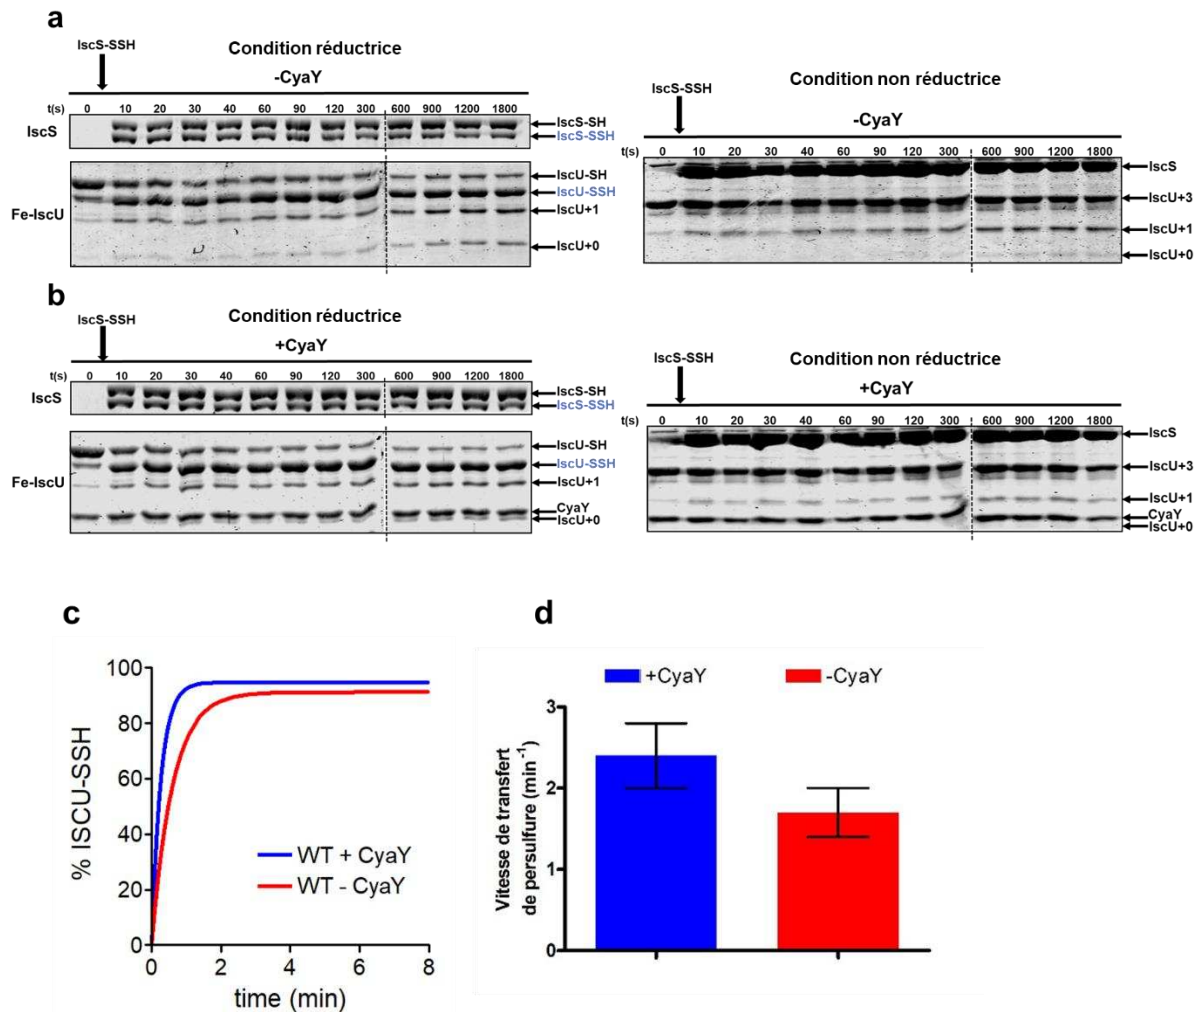 a
IscS-SSH
Condition réductrice
-CyaY
t(s) 0 10 20 30 40 60 90 120 300 600 900 1200 1800
IscS
IscS-SH
IscS-SSH
Fe-IscU
IscU-SH
IscU-SSH
IscU+1
IscU+0
Condition non réductrice
IscS-SSH
-CyaY
t(s) 0 10 20 30 40 60 90 120 300 600 900 1200 1800
IscS
IscU+3
IscU+1
IscU+0
b
IscS-SSH
Condition réductrice
+CyaY
t(s) 0 10 20 30 40 60 90 120 300 600 900 1200 1800
IscS
IscS-SH
IscS-SSH
Fe-IscU
IscU-SH
IscU-SSH
IscU+1
CyaY
IscU+0
IscS-SSH
Condition non réductrice
+CyaY
t(s) 0 10 20 30 40 60 90 120 300 600 900 1200 1800
IscS
IscU+3
IscU+1
CyaY
IscU+0
c
% ISCU-SSH
100
80
60
40
20
0
WT + CyaY
WT - CyaY
0 2 4 6 8
time (min)
d
+CyaY -CyaY
Vitesse de transfert
de persulfure (min⁻¹)
3
2
1
0